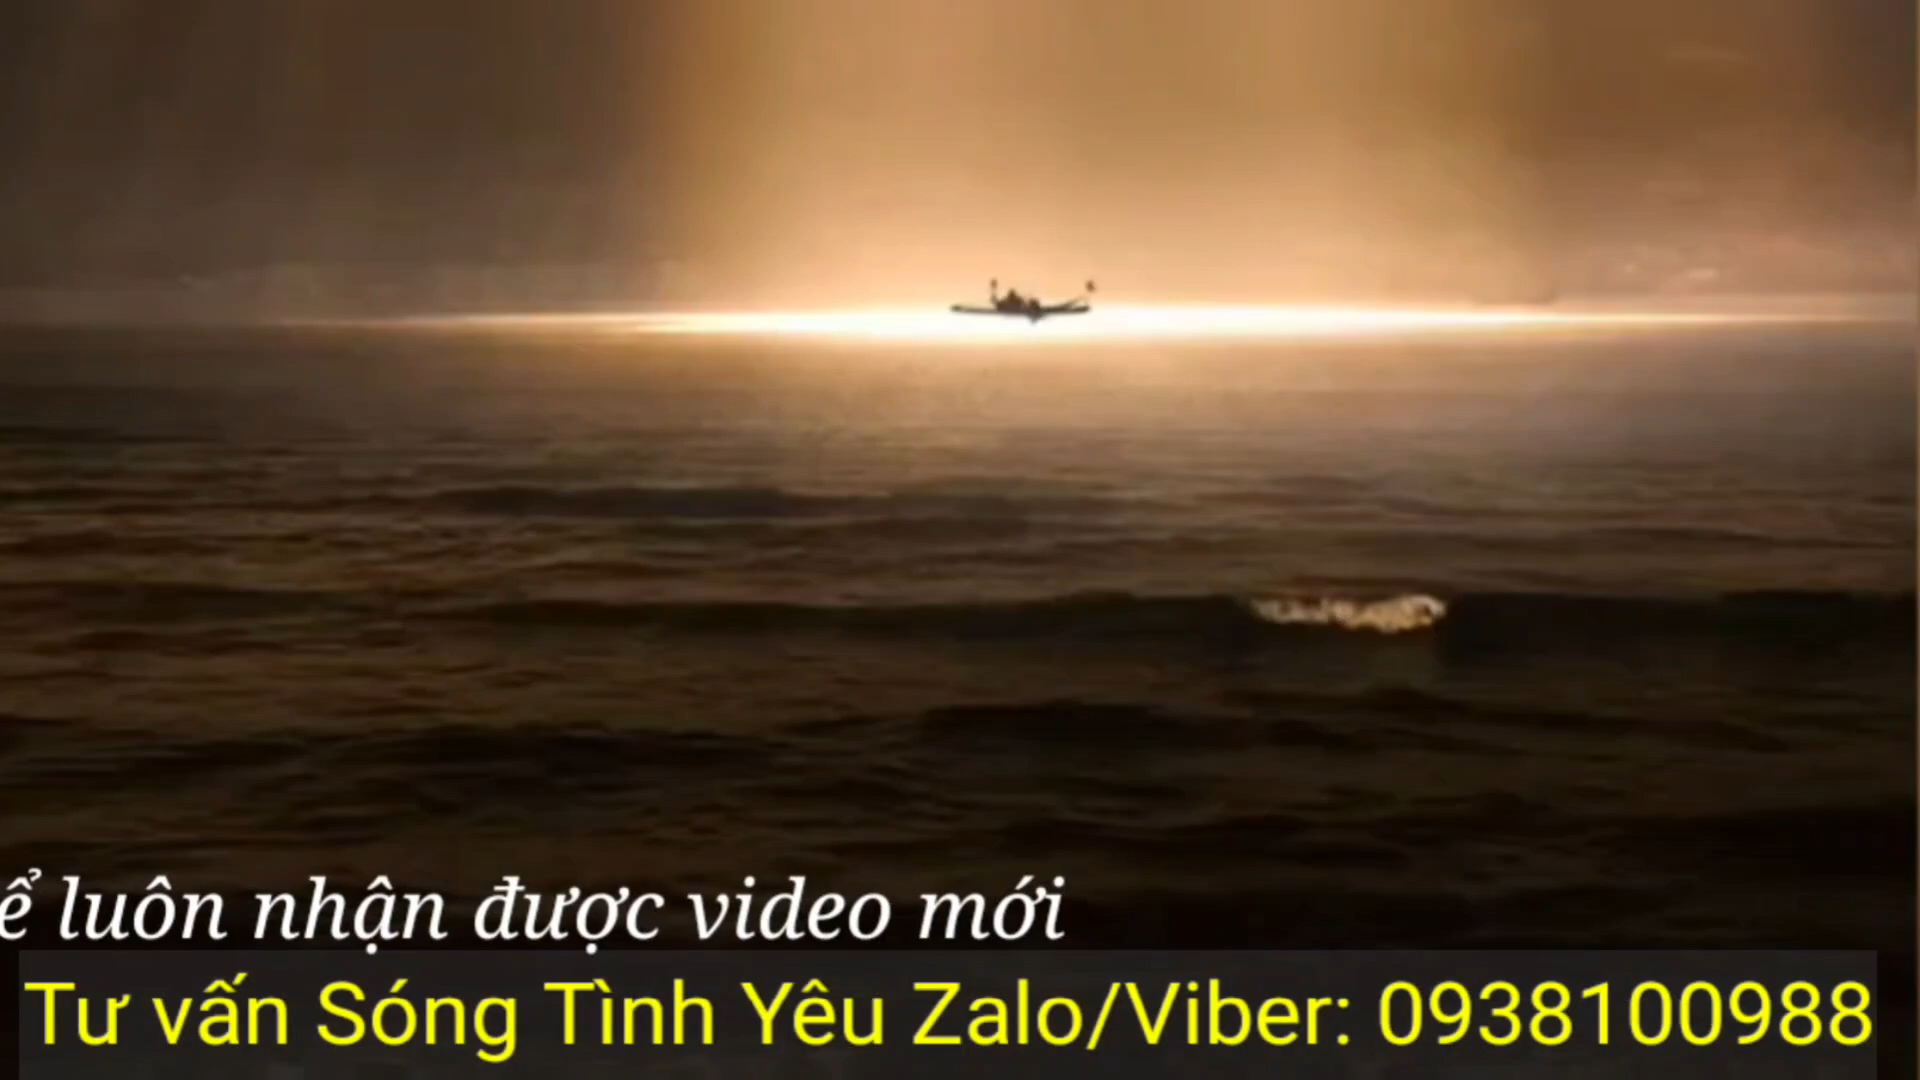 ể luôn nhận được video mới
Tư vấn Sóng Tình Yêu Zalo/Viber: 0938100988